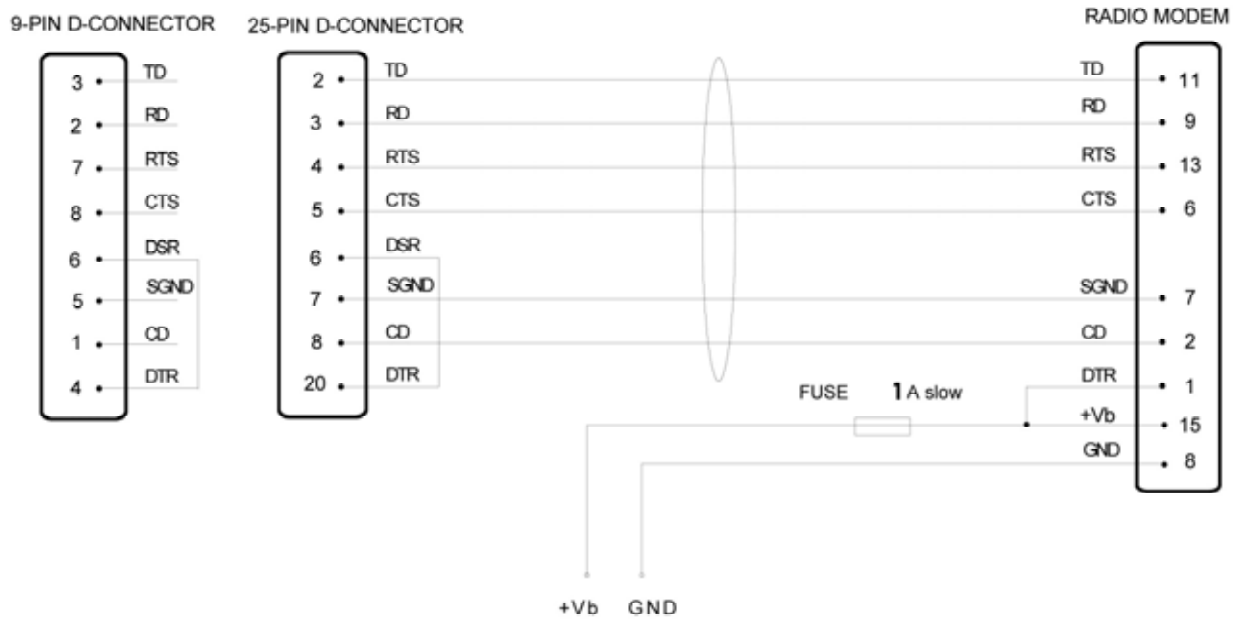 9-PIN D-CONNECTOR
3 TD
2 RD
7 RTS
8 CTS
6 DSR
5 SGND
1 CD
4 DTR
25-PIN D-CONNECTOR
2 TD
3 RD
4 RTS
5 CTS
6 DSR
7 SGND
8 CD
20 DTR
RADIO MODEM
TD 11
RD 9
RTS 13
CTS 6
SGND 7
CD 2
DTR 1
+Vb 15
GND 8
FUSE 1 A slow
+Vb GND